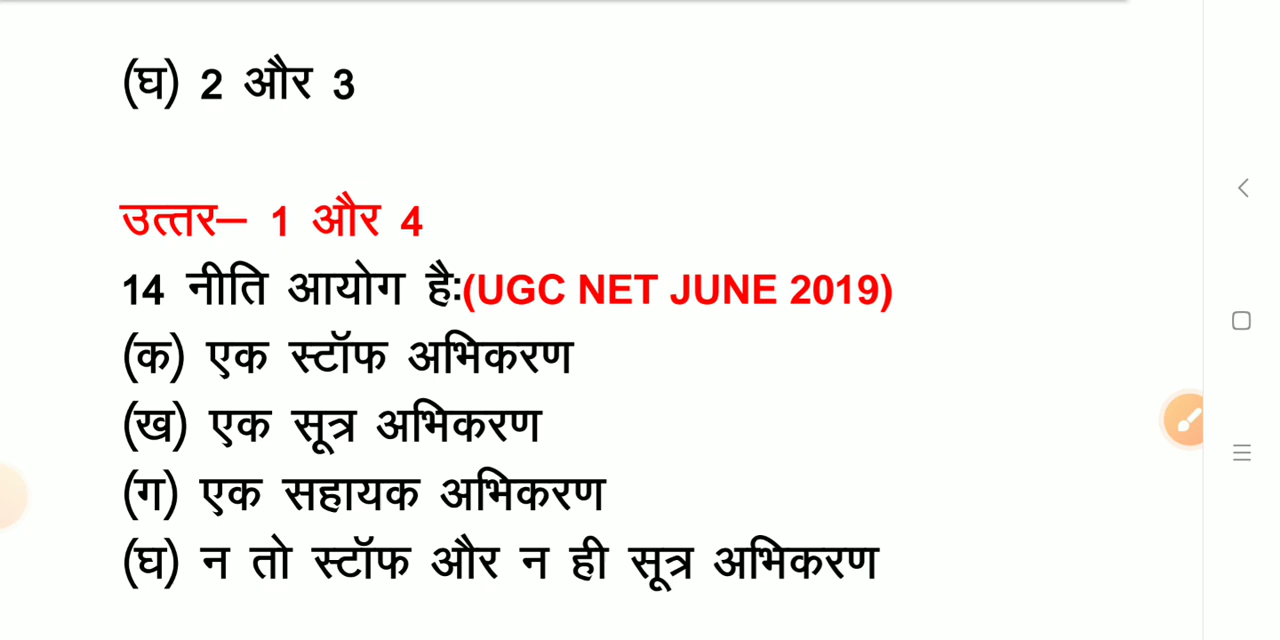 (घ) 2 और 3
उत्तर– 1 और 4
14 नीति आयोग है:(UGC NET JUNE 2019)
(क) एक स्टॉफ अभिकरण
(ख) एक सूत्र अभिकरण
(ग) एक सहायक अभिकरण
(घ) न तो स्टॉफ और न ही सूत्र अभिकरण